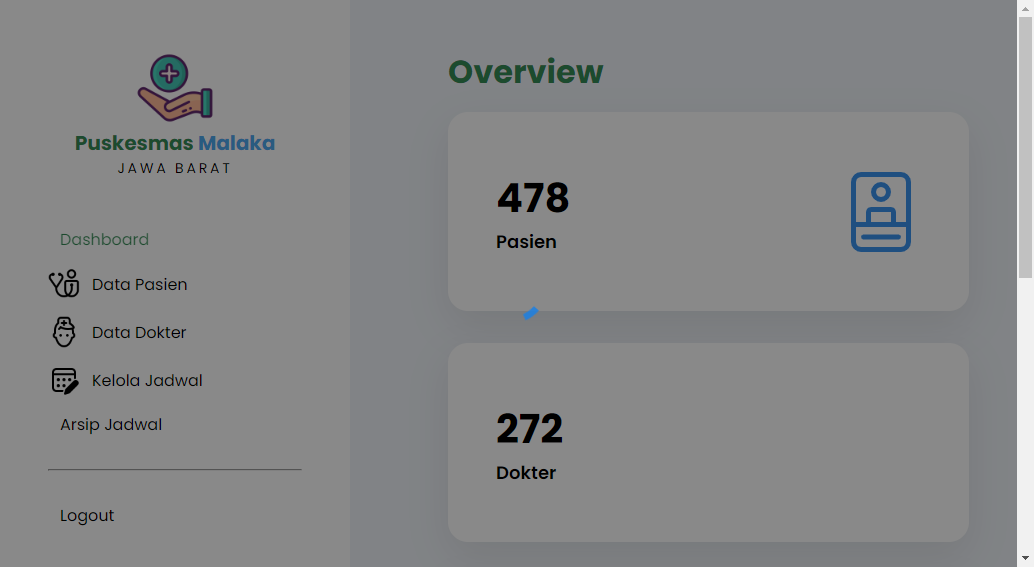 Puskesmas Malaka
JAWA BARAT
Dashboard
Data Pasien
Data Dokter
Kelola Jadwal
Arsip Jadwal
Logout
Overview
478
Pasien
272
Dokter